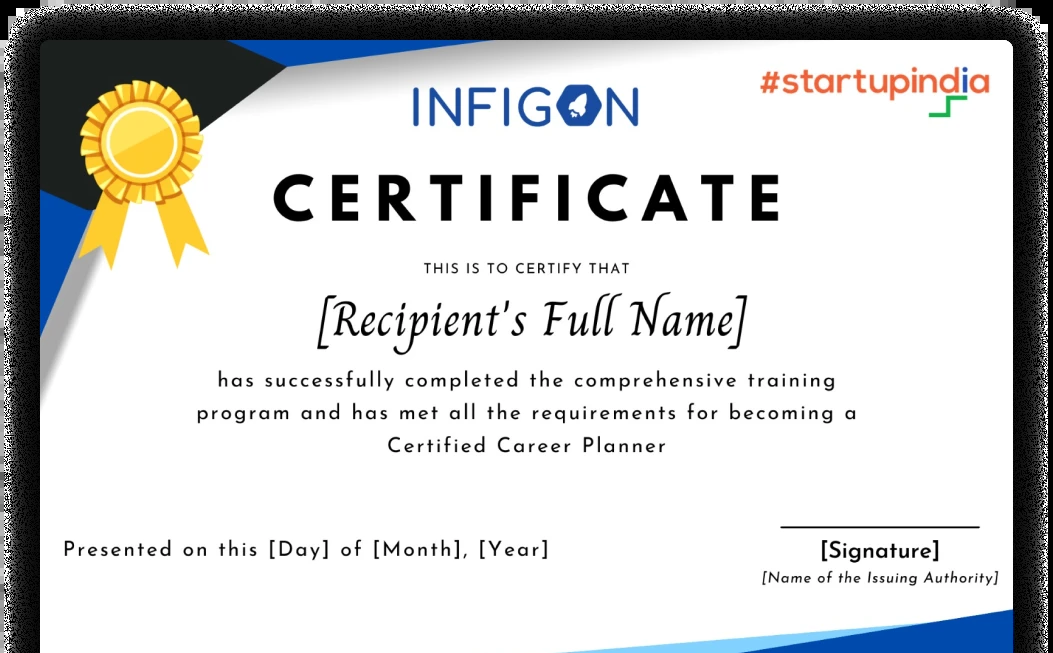 INFIGON
#startupindia
CERTIFICATE
THIS IS TO CERTIFY THAT
[Recipient's Full Name]
has successfully completed the comprehensive training
program and has met all the requirements for becoming a
Certified Career Planner
Presented on this [Day] of [Month], [Year]
[Signature]
[Name of the Issuing Authority]